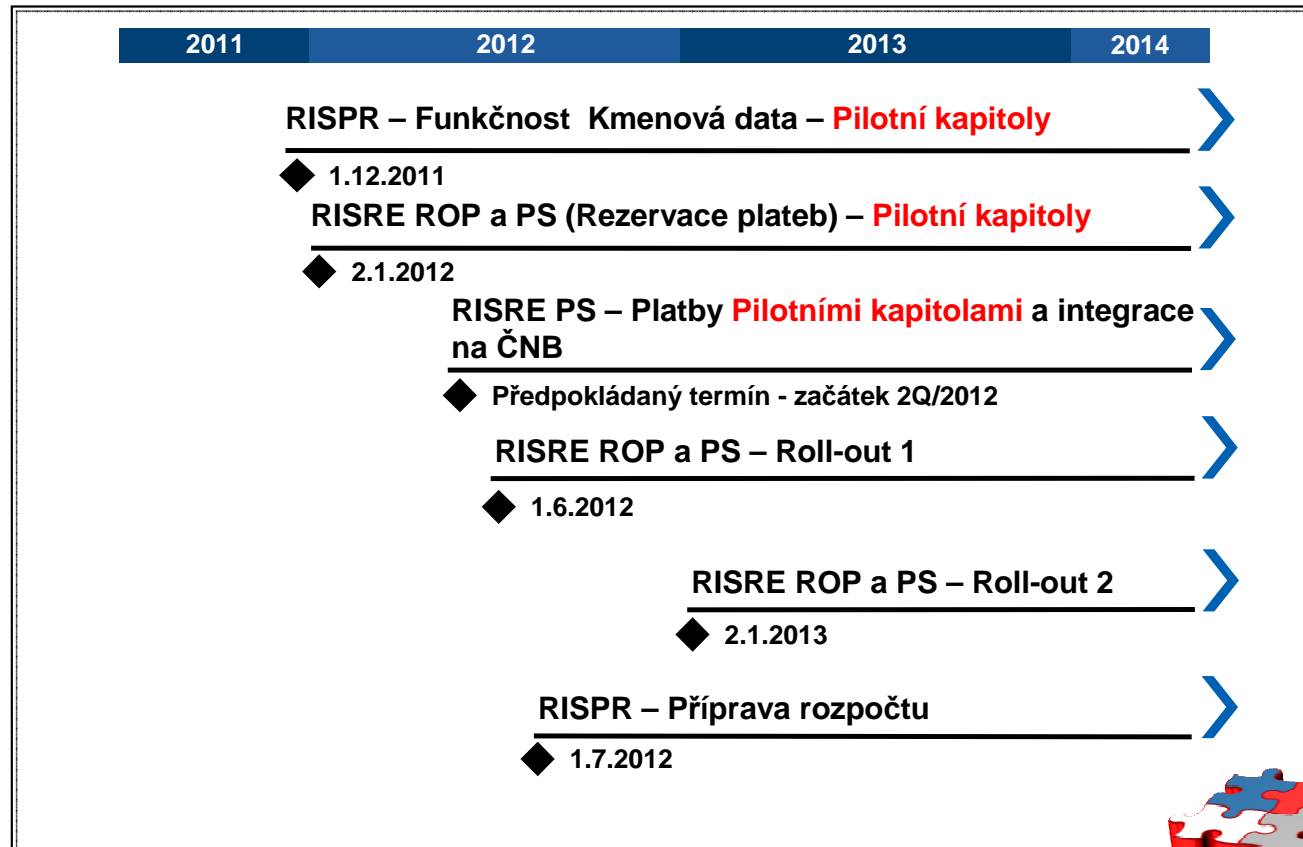 2011 2012 2013 2014
RISPR – Funkčnost Kmenová data – Pilotní kapitoly
1.12.2011
RISRE ROP a PS (Rezervace plateb) – Pilotní kapitoly
2.1.2012
RISRE PS – Platby Pilotními kapitolami a integrace
na ČNB
Předpokládaný termín - začátek 2Q/2012
RISRE ROP a PS – Roll-out 1
1.6.2012
RISRE ROP a PS – Roll-out 2
2.1.2013
RISPR – Příprava rozpočtu
1.7.2012